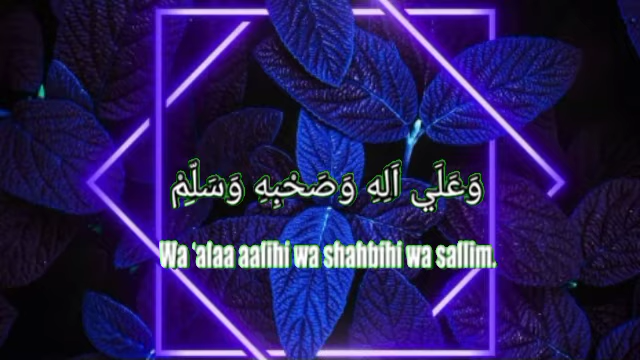 وَعَلَي اَلِهِ وَصَحْبِهِ وَسَلِّمْ
Wa 'alaa aalihi wa shahbihi wa sallim.